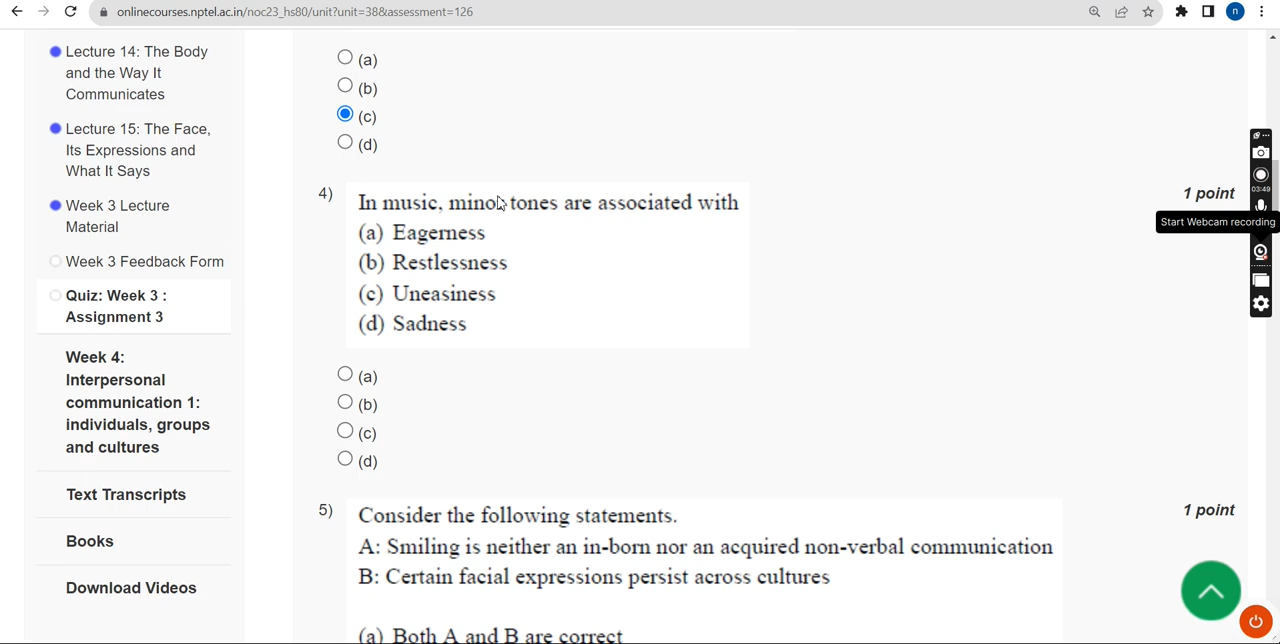 onlinecourses.nptel.ac.in/noc23_hs80/unit?unit=38&assessment=126
n
Lecture 14: The Body
and the Way It
Communicates
Lecture 15: The Face,
Its Expressions and
What It Says
Week 3 Lecture
Material
Week 3 Feedback Form
Quiz: Week 3 :
Assignment 3
Week 4:
Interpersonal
communication 1:
individuals, groups
and cultures
Text Transcripts
Books
Download Videos
(a)
(b)
(c)
(d)
4)
In music, minor tones are associated with
1 point
(a) Eagerness
(b) Restlessness
(c) Uneasiness
(d) Sadness
(a)
(b)
(c)
(d)
5)
Consider the following statements.
1 point
A: Smiling is neither an in-born nor an acquired non-verbal communication
B: Certain facial expressions persist across cultures
(a) Both A and B are correct
03:49
Start Webcam recording